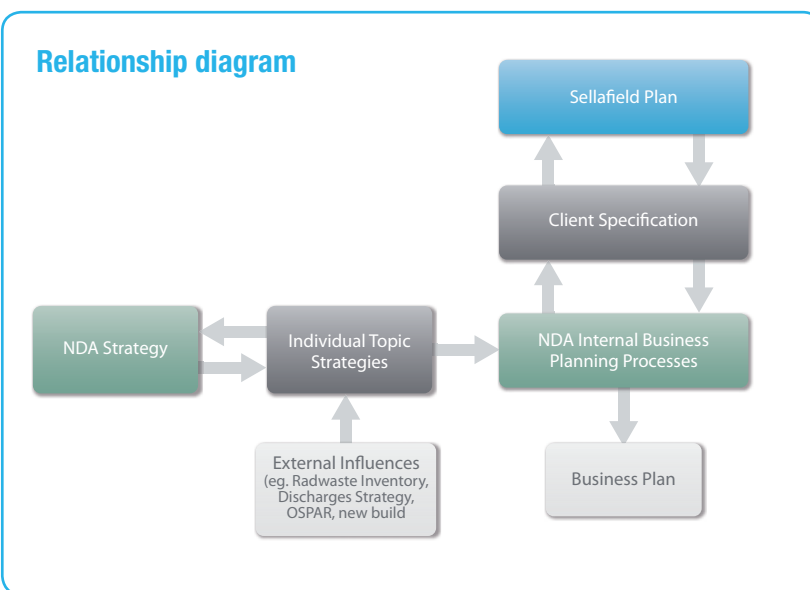 Relationship diagram
Sellafield Plan
Client Specification
NDA Strategy
Individual Topic
Strategies
NDA Internal Business
Planning Processes
External Influences
(eg. Radwaste Inventory,
Discharges Strategy,
OSPAR, new build
Business Plan